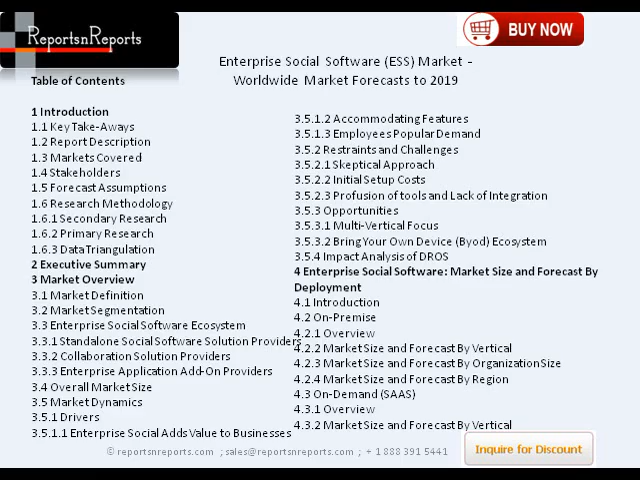 ReportsnReports
BUY NOW
Enterprise Social Software (ESS) Market -
Worldwide Market Forecasts to 2019
Table of Contents
1 Introduction
1.1 Key Take-Aways
1.2 Report Description
1.3 Markets Covered
1.4 Stakeholders
1.5 Forecast Assumptions
1.6 Research Methodology
1.6.1 Secondary Research
1.6.2 Primary Research
1.6.3 Data Triangulation
2 Executive Summary
3 Market Overview
3.1 Market Definition
3.2 Market Segmentation
3.3 Enterprise Social Software Ecosystem
3.3.1 Standalone Social Software Solution Providers
3.3.2 Collaboration Solution Providers
3.3.3 Enterprise Application Add-On Providers
3.4 Overall Market Size
3.5 Market Dynamics
3.5.1 Drivers
3.5.1.1 Enterprise Social Adds Value to Businesses
3.5.1.2 Accommodating Features
3.5.1.3 Employees Popular Demand
3.5.2 Restraints and Challenges
3.5.2.1 Skeptical Approach
3.5.2.2 Initial Setup Costs
3.5.2.3 Profusion of tools and Lack of Integration
3.5.3 Opportunities
3.5.3.1 Multi-Vertical Focus
3.5.3.2 Bring Your Own Device (Byod) Ecosystem
3.5.4 Impact Analysis of DROS
4 Enterprise Social Software: Market Size and Forecast By
Deployment
4.1 Introduction
4.2 On-Premise
4.2.1 Overview
4.2.2 Market Size and Forecast By Vertical
4.2.3 Market Size and Forecast By Organization Size
4.2.4 Market Size and Forecast By Region
4.3 On-Demand (SAAS)
4.3.1 Overview
4.3.2 Market Size and Forecast By Vertical
© reportsnreports.com ; sales@reportsnreports.com ; + 1 888 391 5441
Inquire for Discount